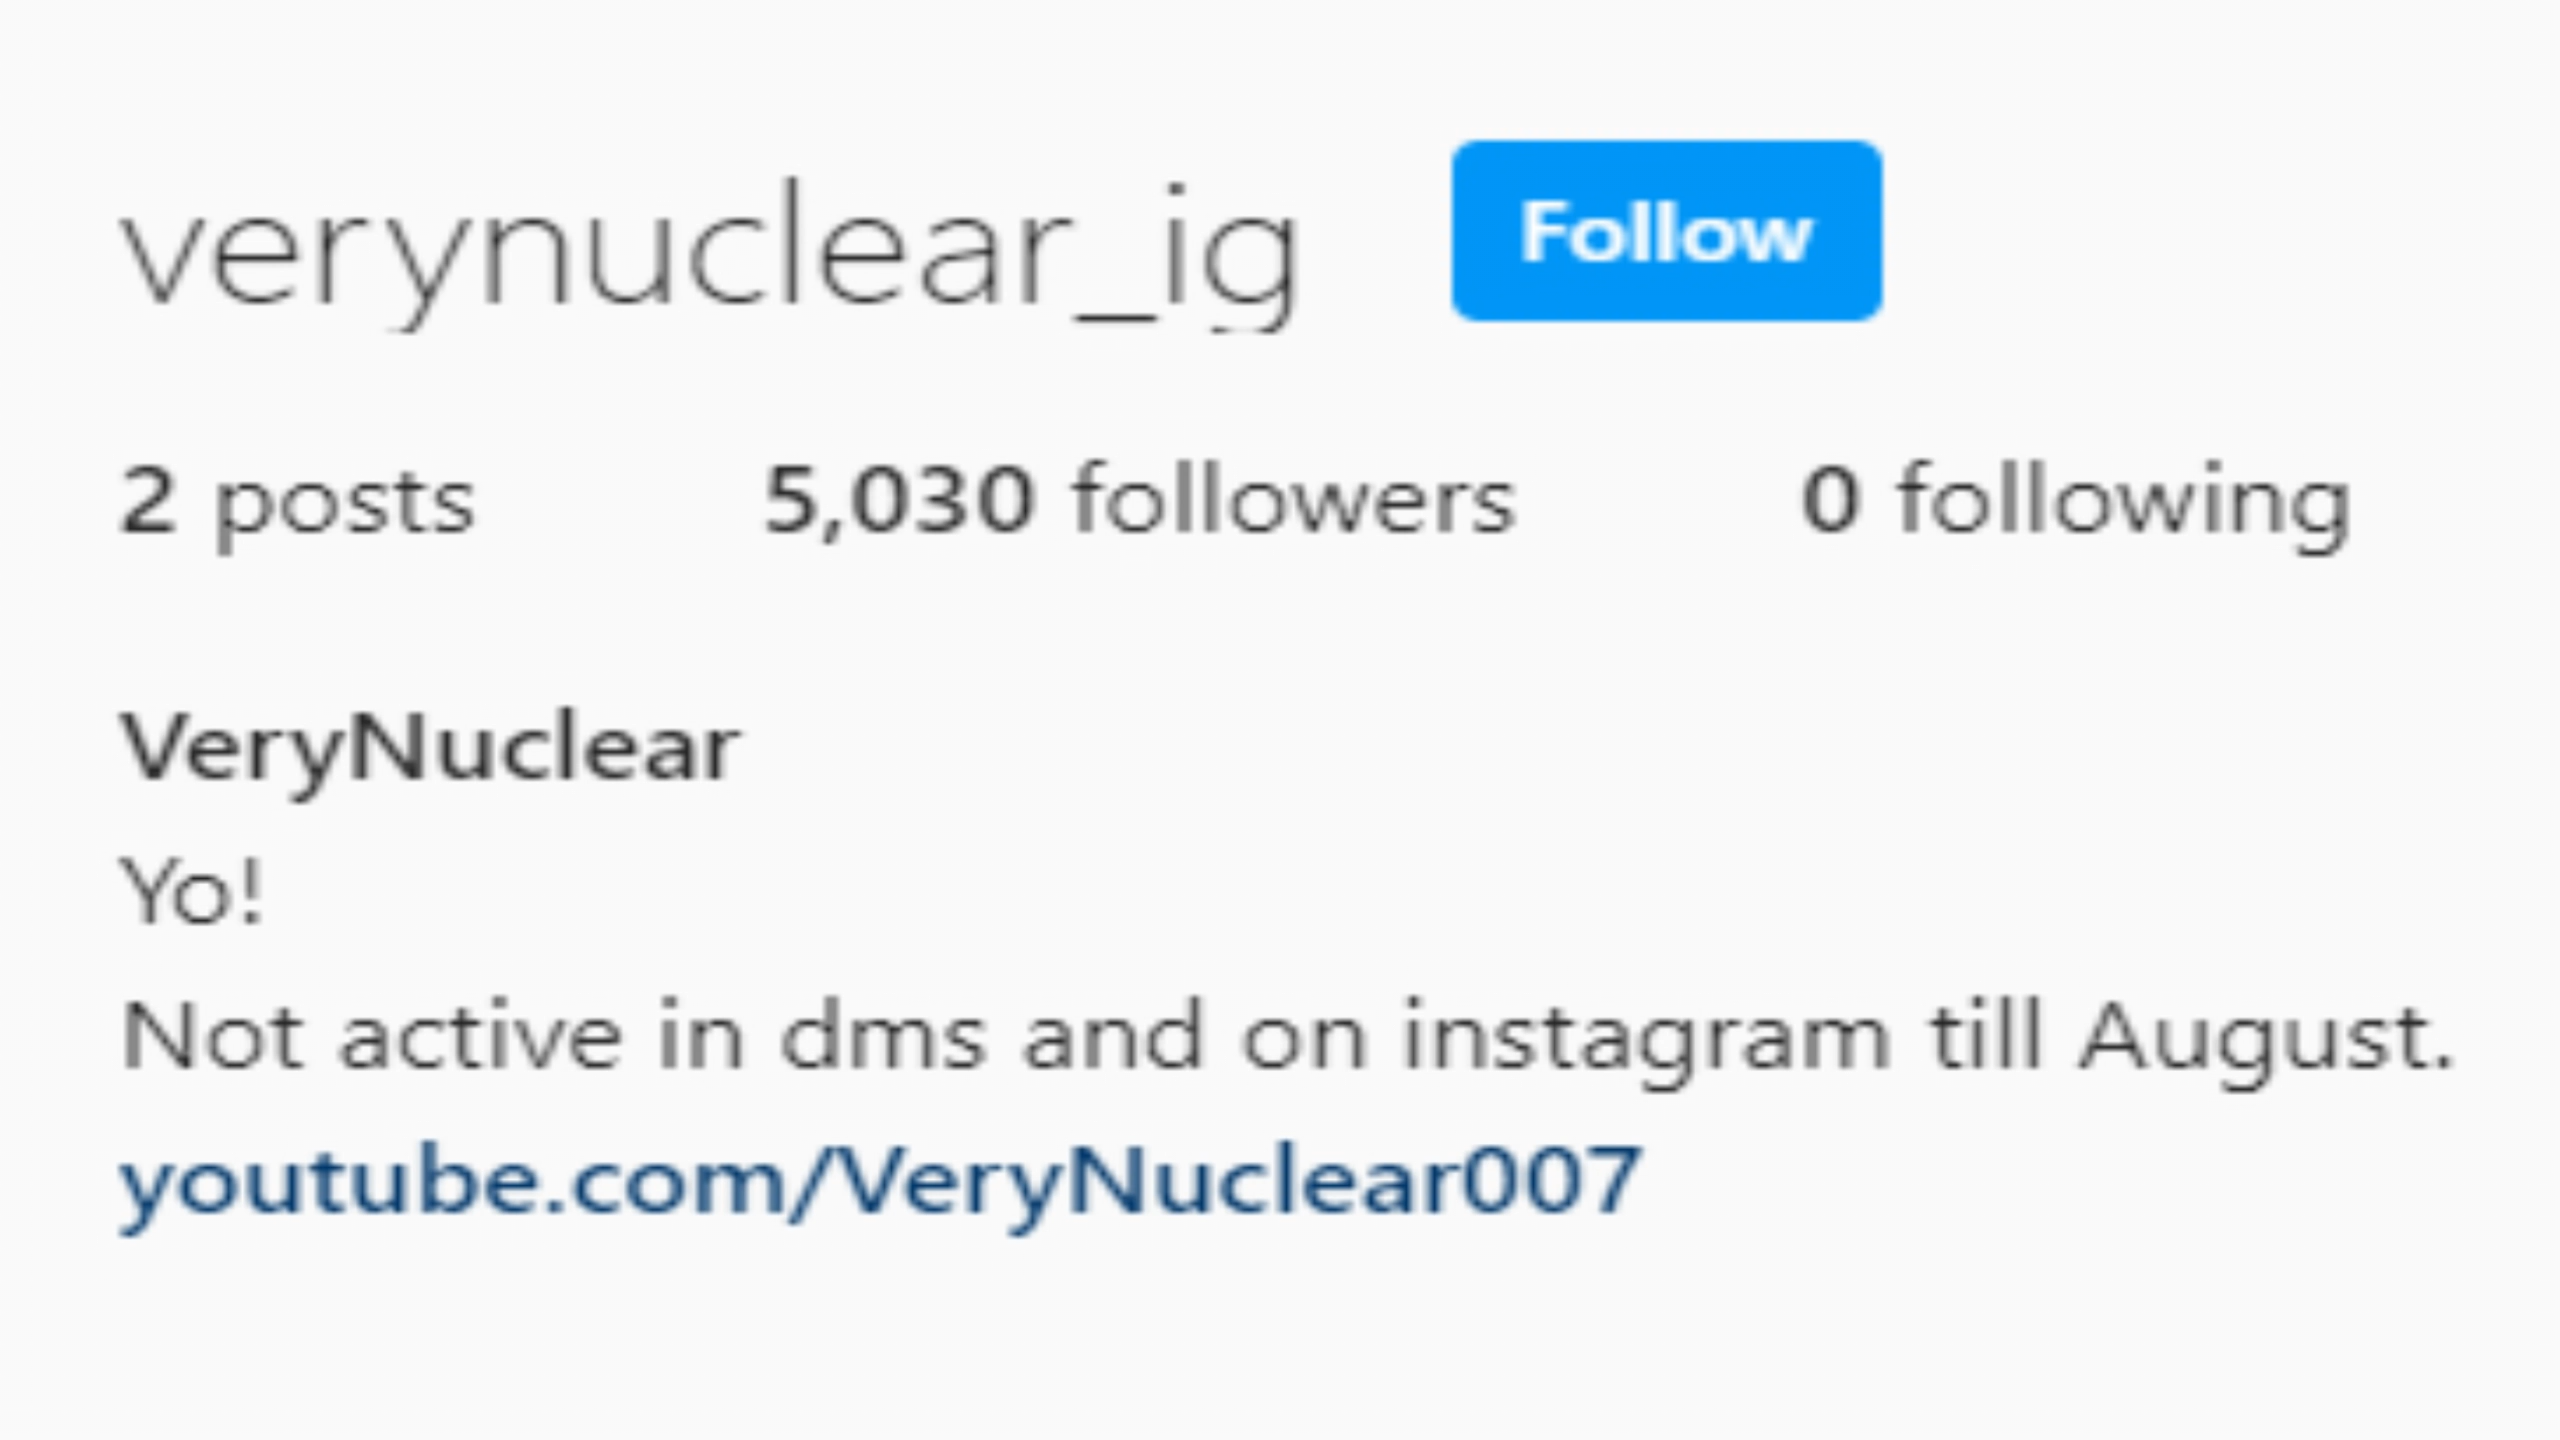 verynuclear_ig Follow
2 posts 5,030 followers 0 following
VeryNuclear
Yo!
Not active in dms and on instagram till August.
youtube.com/VeryNuclear007